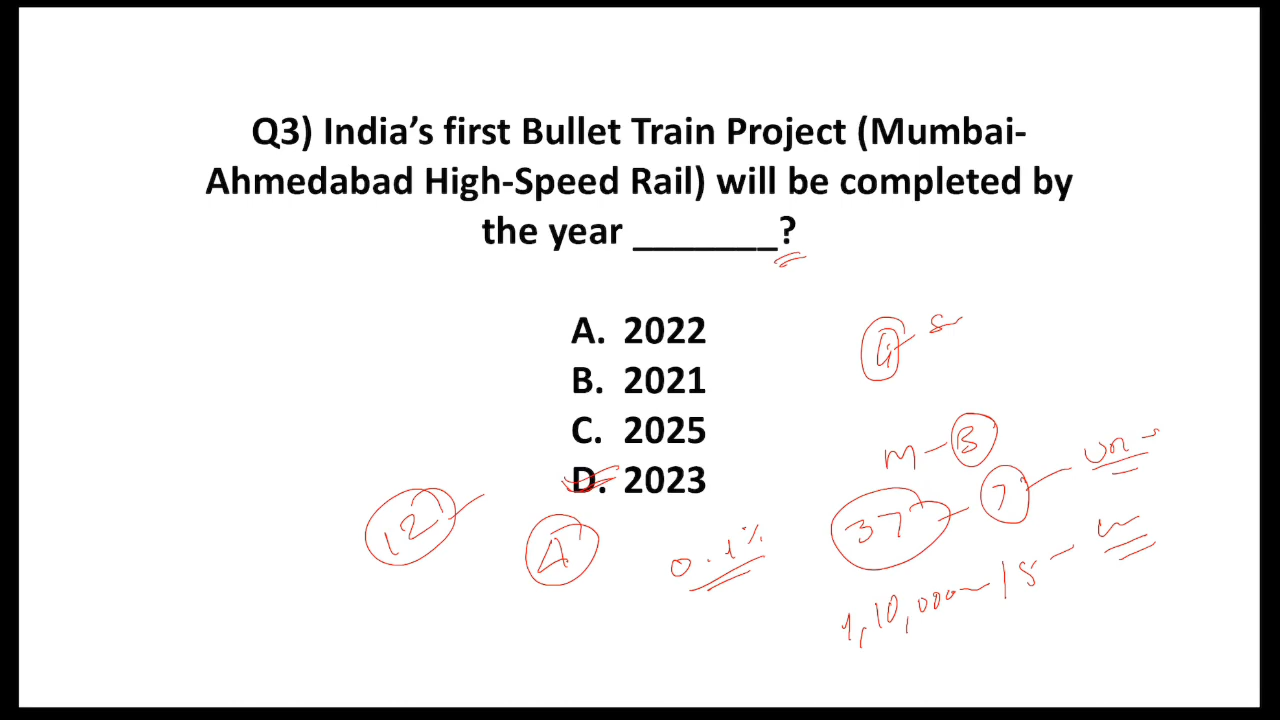 Q3) India’s first Bullet Train Project (Mumbai-
Ahmedabad High-Speed Rail) will be completed by
the year _______?
A. 2022
B. 2021
C. 2025
D. 2023
M - B
12
4
0.1%
37 - 7
1,10,000